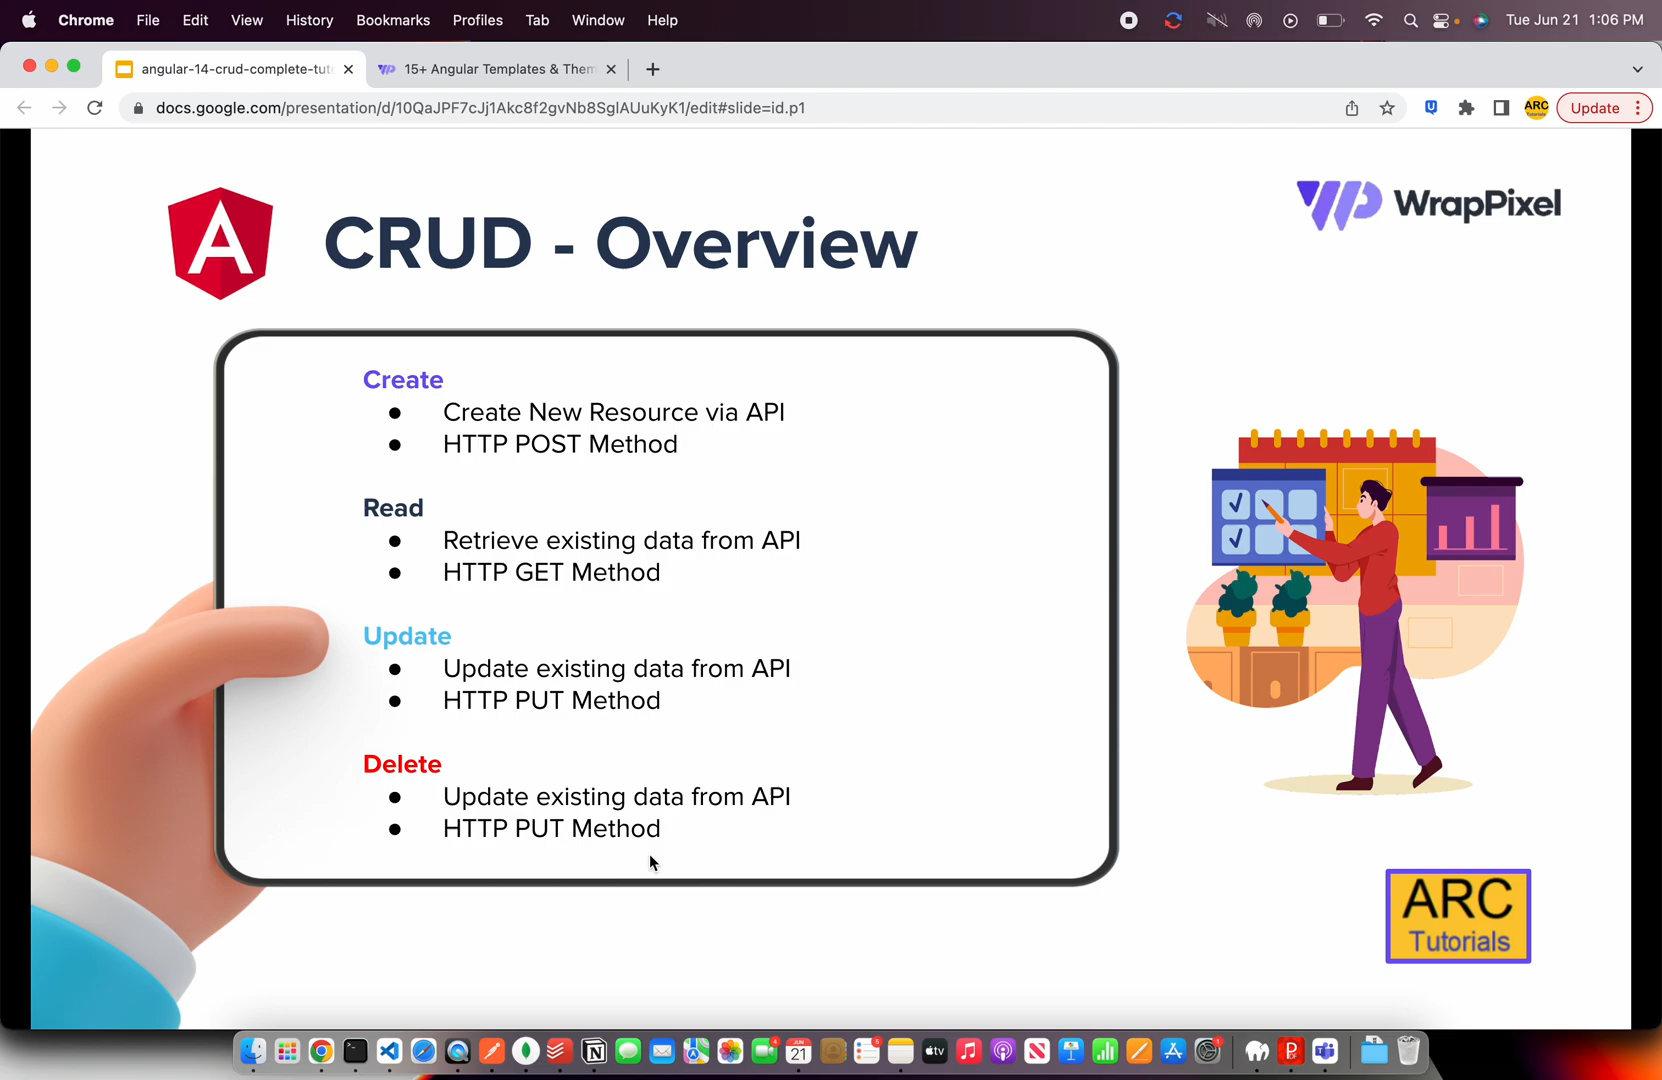 Chrome File Edit View History Bookmarks Profiles Tab Window Help Tue Jun 21 1:06 PM
angular-14-crud-complete-tut 15+ Angular Templates & Them
docs.google.com/presentation/d/10QaJPF7cJj1Akc8f2gvNb8SglAUuKyK1/edit#slide=id.p1 ARC Update
A CRUD - Overview
WrapPixel
Create
● Create New Resource via API
● HTTP POST Method
Read
● Retrieve existing data from API
● HTTP GET Method
Update
● Update existing data from API
● HTTP PUT Method
Delete
● Update existing data from API
● HTTP PUT Method
ARC
Tutorials